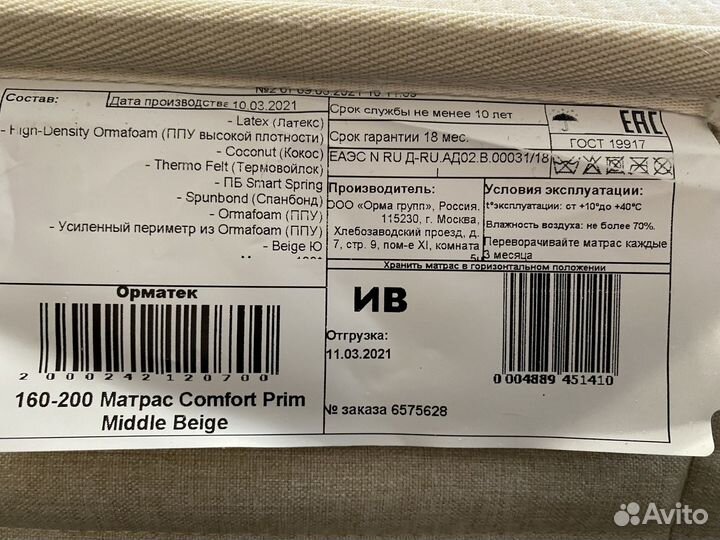 Состав:
Дата производства 10.03.2021
- Latex (Латекс)
- High-Density Ormafoam (ППУ высокой плотности)
- Coconut (Кокос)
- Thermo Felt (Термовойлок)
- ПБ Smart Spring
- Spunbond (Спанбонд)
- Ormafoam (ППУ)
- Усиленный периметр из Ormafoam (ППУ)
- Beige Ю
Срок службы не менее 10 лет
Срок гарантии 18 мес.
ЕАЭС N RU Д-RU.АД02.В.00031/18
ЕАС
ГОСТ 19917
Производитель:
ООО «Орма групп», Россия,
115230, г. Москва,
Хлебозаводский проезд, д.
7, стр. 9, пом-е XI, комната
Условия эксплуатации:
t°эксплуатации: от +10°до +40°С
Влажность воздуха: не более 70%.
Переворачивайте матрас каждые
3 месяца
Хранить матрас в горизонтальном положении
Орматек
2000242120700
160-200 Матрас Comfort Prim
Middle Beige
ИВ
Отгрузка:
11.03.2021
№ заказа 6575628
0 004889 451410
Avito